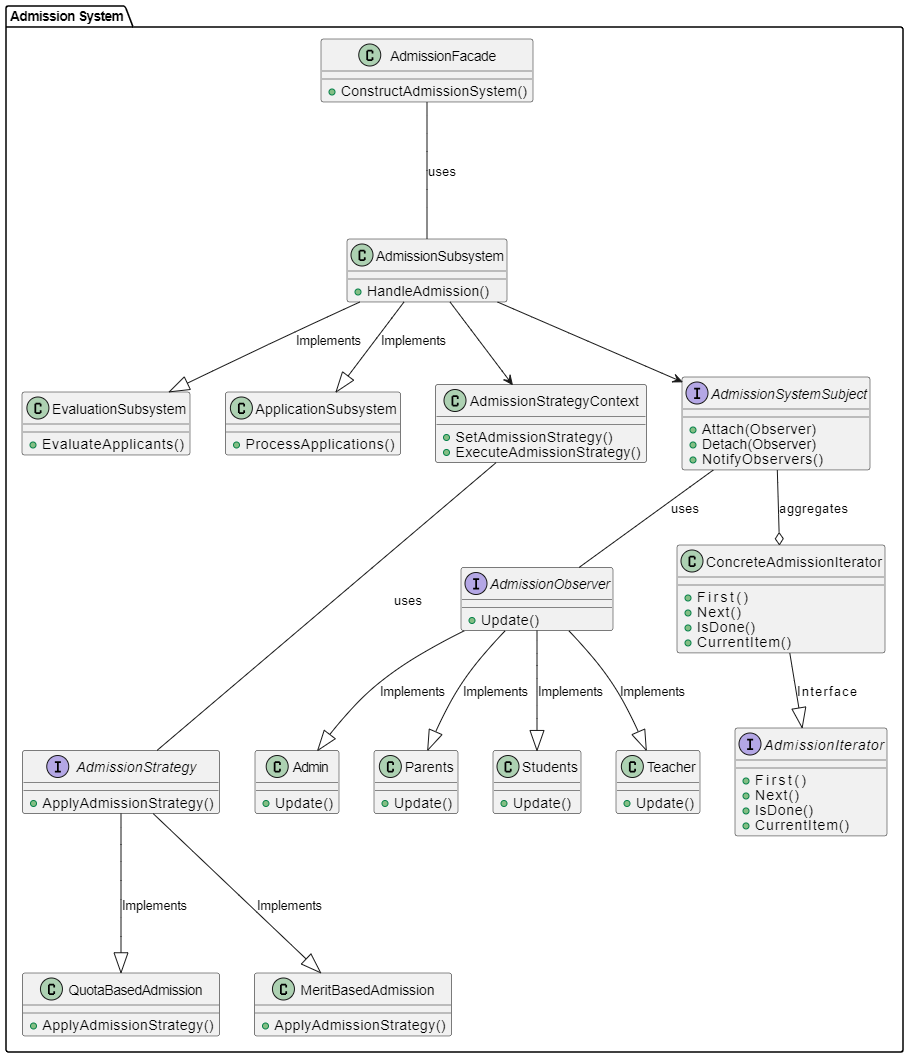 Admission System
C AdmissionFacade
ConstructAdmissionSystem()
uses
C AdmissionSubsystem
HandleAdmission()
Implements
Implements
C EvaluationSubsystem
EvaluateApplicants()
C ApplicationSubsystem
ProcessApplications()
C AdmissionStrategyContext
SetAdmissionStrategy()
ExecuteAdmissionStrategy()
I AdmissionSystemSubject
Attach(Observer)
Detach(Observer)
NotifyObservers()
uses
aggregates
C ConcreteAdmissionIterator
First()
Next()
IsDone()
CurrentItem()
I AdmissionObserver
Update()
uses
Implements
Implements
Implements
Implements
Interface
I AdmissionStrategy
ApplyAdmissionStrategy()
C Admin
Update()
C Parents
Update()
C Students
Update()
C Teacher
Update()
I AdmissionIterator
First()
Next()
IsDone()
CurrentItem()
Implements
Implements
C QuotaBasedAdmission
ApplyAdmissionStrategy()
C MeritBasedAdmission
ApplyAdmissionStrategy()